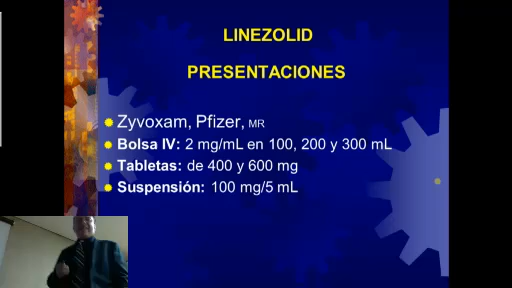 LINEZOLID
PRESENTACIONES
Zyvoxam, Pfizer, MR
Bolsa IV: 2 mg/mL en 100, 200 y 300 mL
Tabletas: de 400 y 600 mg
Suspensión: 100 mg/5 mL